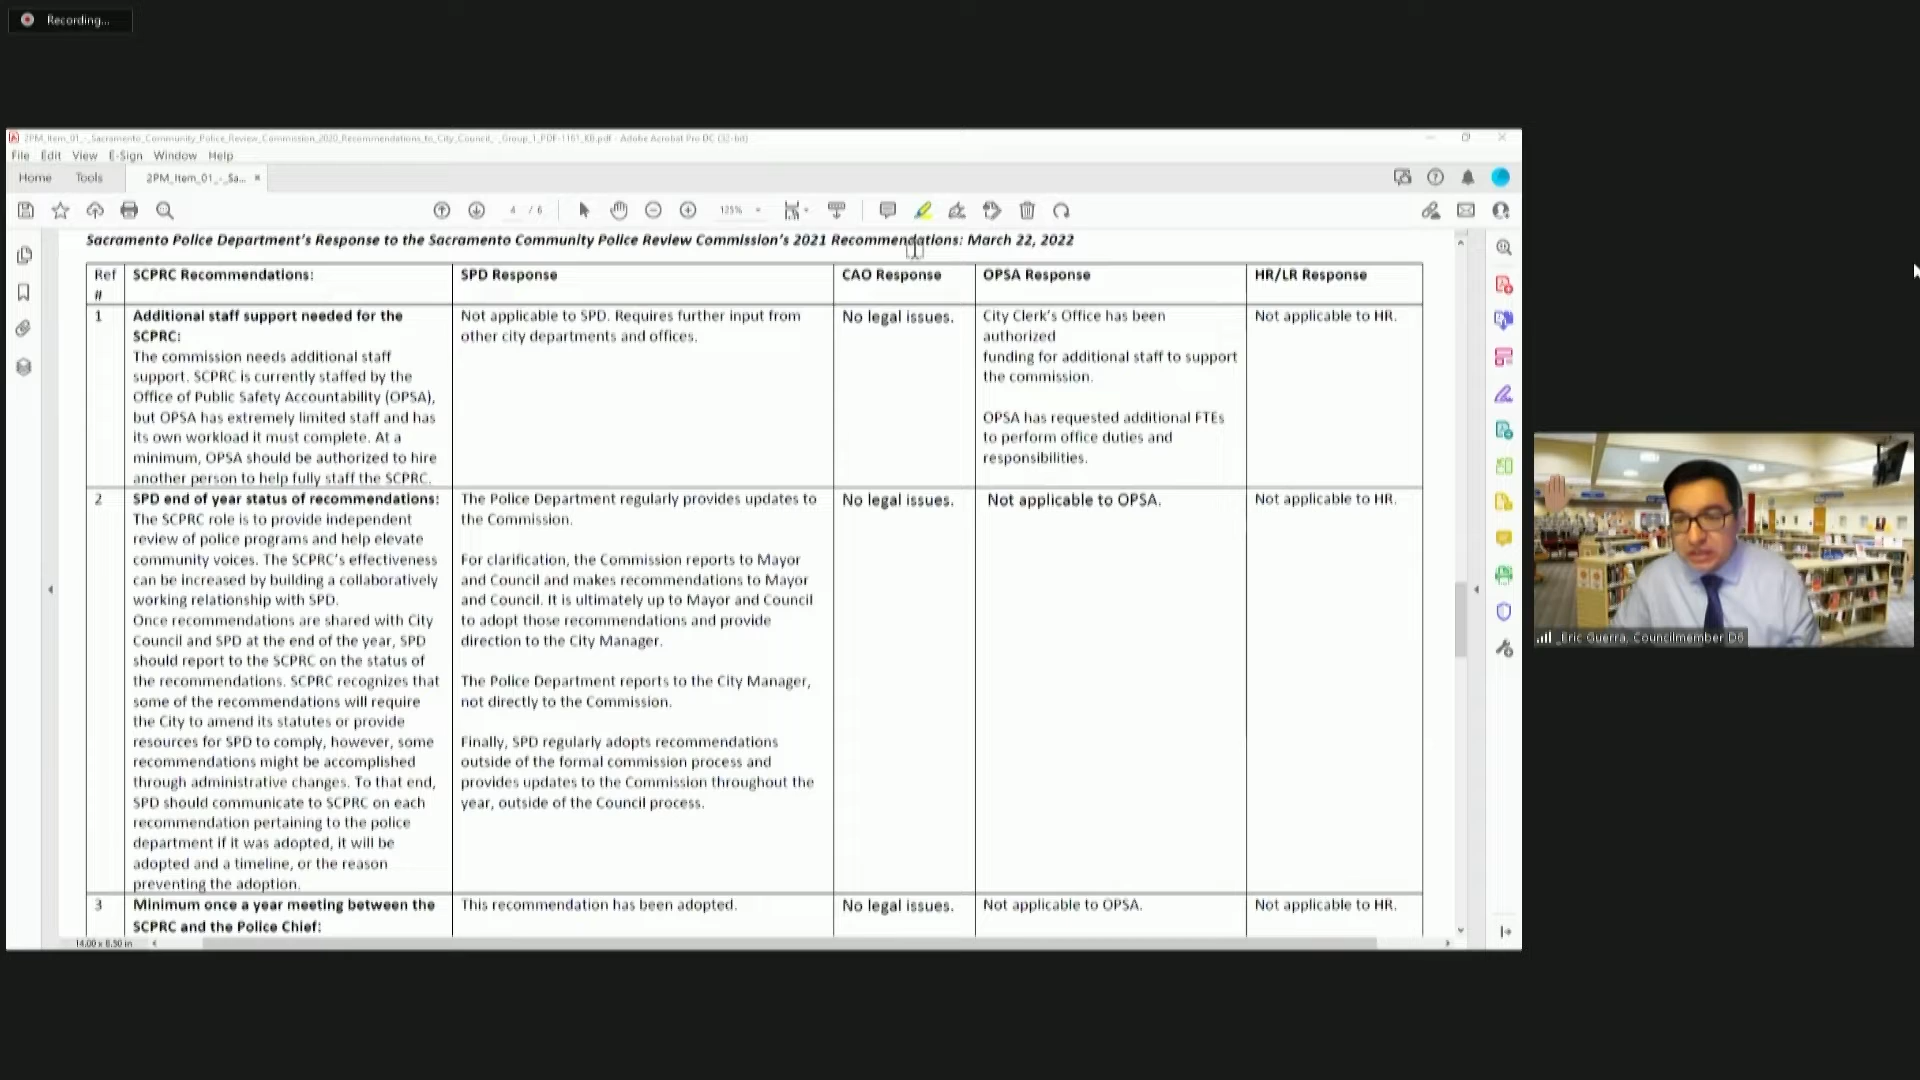 Recording...
2PM_Item_01_-_Sacramento_Community_Police_Review_Commission_2020_Recommendations_to_City_Council_-_Group_1_PDF-1161_KB.pdf - Adobe Acrobat Pro DC (32-bit)
File Edit View E-Sign Window Help
Home Tools 2PM_Item_01_-_Sa... ×
4 / 6 125%
Sacramento Police Department's Response to the Sacramento Community Police Review Commission's 2021 Recommendations: March 22, 2022
Ref
#
SCPRC Recommendations:
SPD Response
CAO Response
OPSA Response
HR/LR Response
1
Additional staff support needed for the
SCPRC:
The commission needs additional staff
support. SCPRC is currently staffed by the
Office of Public Safety Accountability (OPSA),
but OPSA has extremely limited staff and has
its own workload it must complete. At a
minimum, OPSA should be authorized to hire
another person to help fully staff the SCPRC.
Not applicable to SPD. Requires further input from
other city departments and offices.
No legal issues.
City Clerk's Office has been
authorized
funding for additional staff to support
the commission.
OPSA has requested additional FTEs
to perform office duties and
responsibilities.
Not applicable to HR.
2
SPD end of year status of recommendations:
The SCPRC role is to provide independent
review of police programs and help elevate
community voices. The SCPRC's effectiveness
can be increased by building a collaboratively
working relationship with SPD.
Once recommendations are shared with City
Council and SPD at the end of the year, SPD
should report to the SCPRC on the status of
the recommendations. SCPRC recognizes that
some of the recommendations will require
the City to amend its statutes or provide
resources for SPD to comply, however, some
recommendations might be accomplished
through administrative changes. To that end,
SPD should communicate to SCPRC on each
recommendation pertaining to the police
department if it was adopted, it will be
adopted and a timeline, or the reason
preventing the adoption.
The Police Department regularly provides updates to
the Commission.
For clarification, the Commission reports to Mayor
and Council and makes recommendations to Mayor
and Council. It is ultimately up to Mayor and Council
to adopt those recommendations and provide
direction to the City Manager.
The Police Department reports to the City Manager,
not directly to the Commission.
Finally, SPD regularly adopts recommendations
outside of the formal commission process and
provides updates to the Commission throughout the
year, outside of the Council process.
No legal issues.
Not applicable to OPSA.
Not applicable to HR.
3
Minimum once a year meeting between the
SCPRC and the Police Chief:
This recommendation has been adopted.
No legal issues.
Not applicable to OPSA.
Not applicable to HR.
14.00 x 8.50 in
Eric Guerra, Councilmember D6